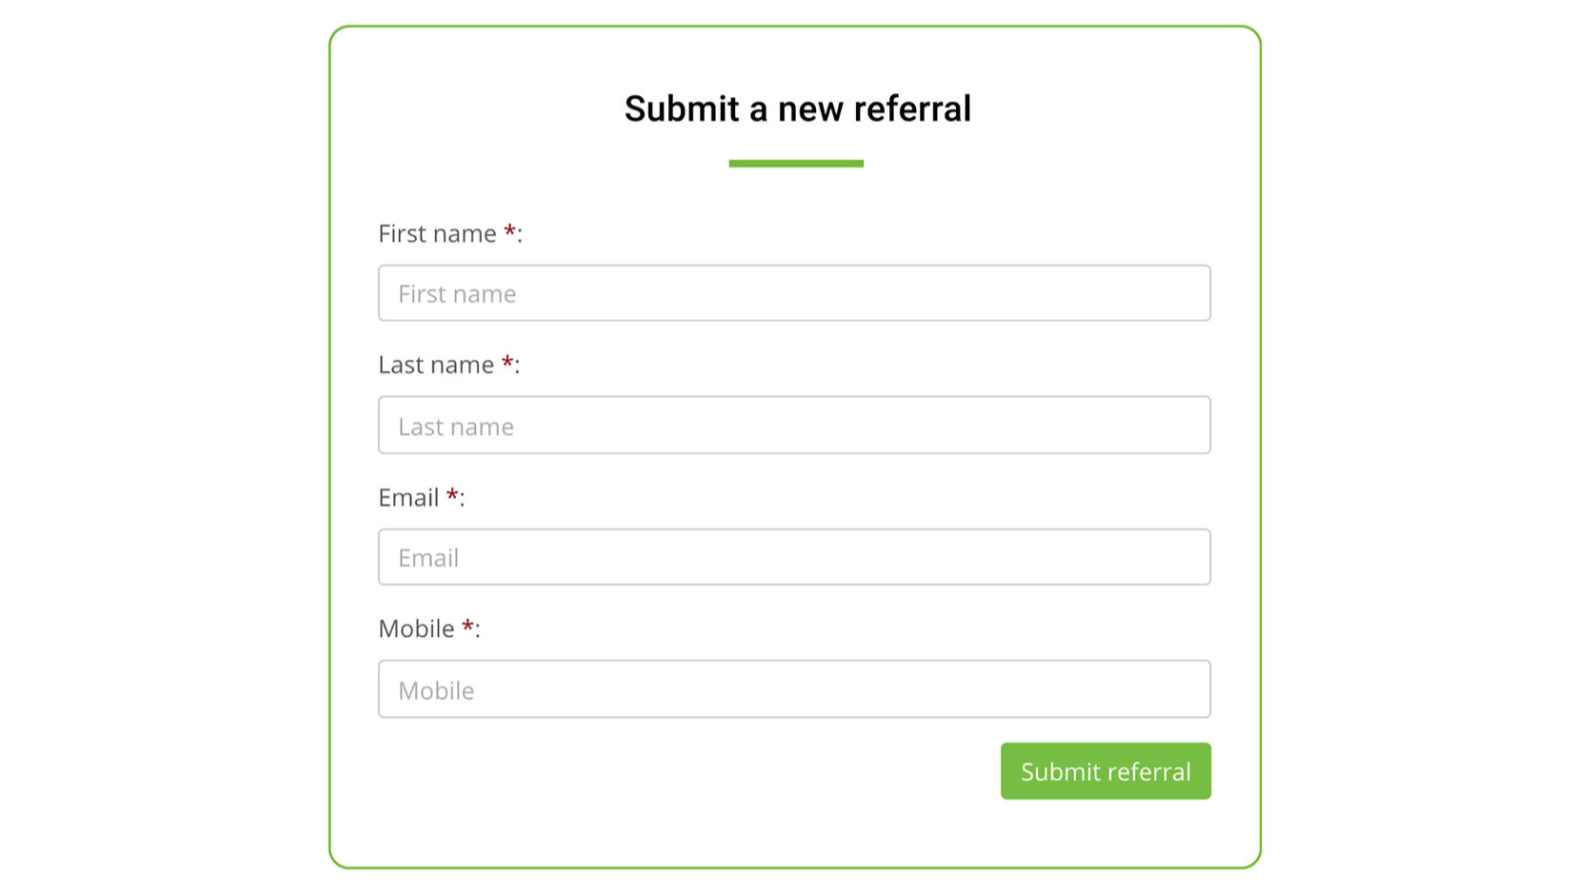 Submit a new referral
First name *:
First name
Last name *:
Last name
Email *:
Email
Mobile *:
Mobile
Submit referral